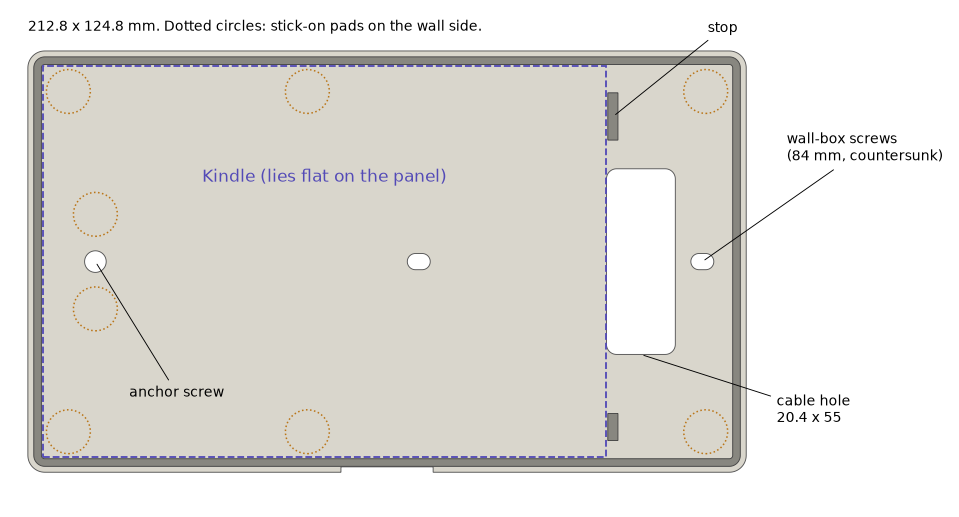 212.8 x 124.8 mm. Dotted circles: stick-on pads on the wall side.
stop
wall-box screws
(84 mm, countersunk)
Kindle (lies flat on the panel)
anchor screw
cable hole
20.4 x 55